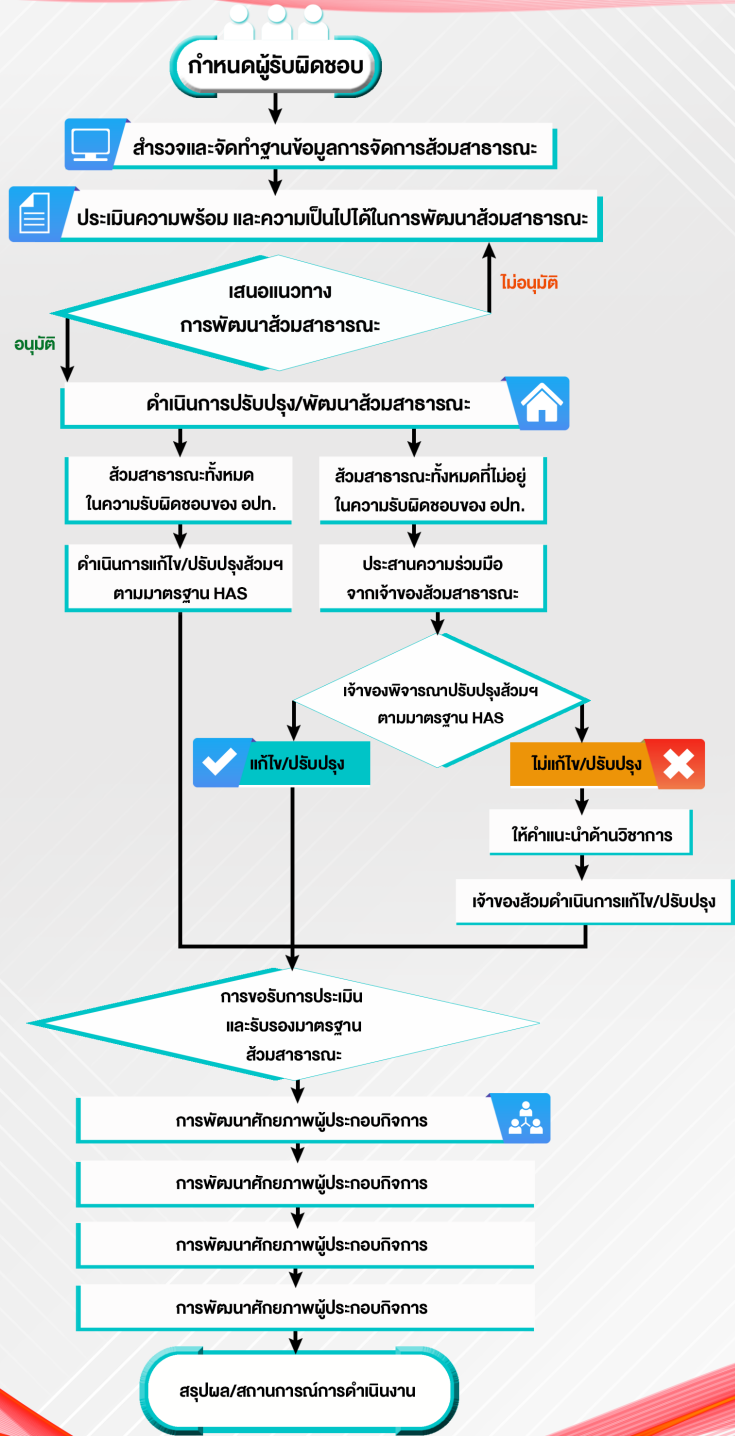 กำหนดผู้รับผิดชอบ
สำรวจและจัดทำฐานข้อมูลการจัดการส้วมสาธารณะ
ประเมินความพร้อม และความเป็นไปได้ในการพัฒนาส้วมสาธารณะ
เสนอแนวทาง
การพัฒนาส้วมสาธารณะ
ไม่อนุมัติ
อนุมัติ
ดำเนินการปรับปรุง/พัฒนาส้วมสาธารณะ
ส้วมสาธารณะทั้งหมด
ในความรับผิดชอบของ อปท.
ส้วมสาธารณะทั้งหมดที่ไม่อยู่
ในความรับผิดชอบของ อปท.
ดำเนินการแก้ไข/ปรับปรุงส้วมฯ
ตามมาตรฐาน HAS
ประสานความร่วมมือ
จากเจ้าของส้วมสาธารณะ
เจ้าของพิจารณาปรับปรุงส้วมฯ
ตามมาตรฐาน HAS
แก้ไข/ปรับปรุง
ไม่แก้ไข/ปรับปรุง
ให้คำแนะนำด้านวิชาการ
เจ้าของส้วมดำเนินการแก้ไข/ปรับปรุง
การขอรับการประเมิน
และรับรองมาตรฐาน
ส้วมสาธารณะ
การพัฒนาศักยภาพผู้ประกอบกิจการ
การพัฒนาศักยภาพผู้ประกอบกิจการ
การพัฒนาศักยภาพผู้ประกอบกิจการ
การพัฒนาศักยภาพผู้ประกอบกิจการ
สรุปผล/สถานการณ์การดำเนินงาน